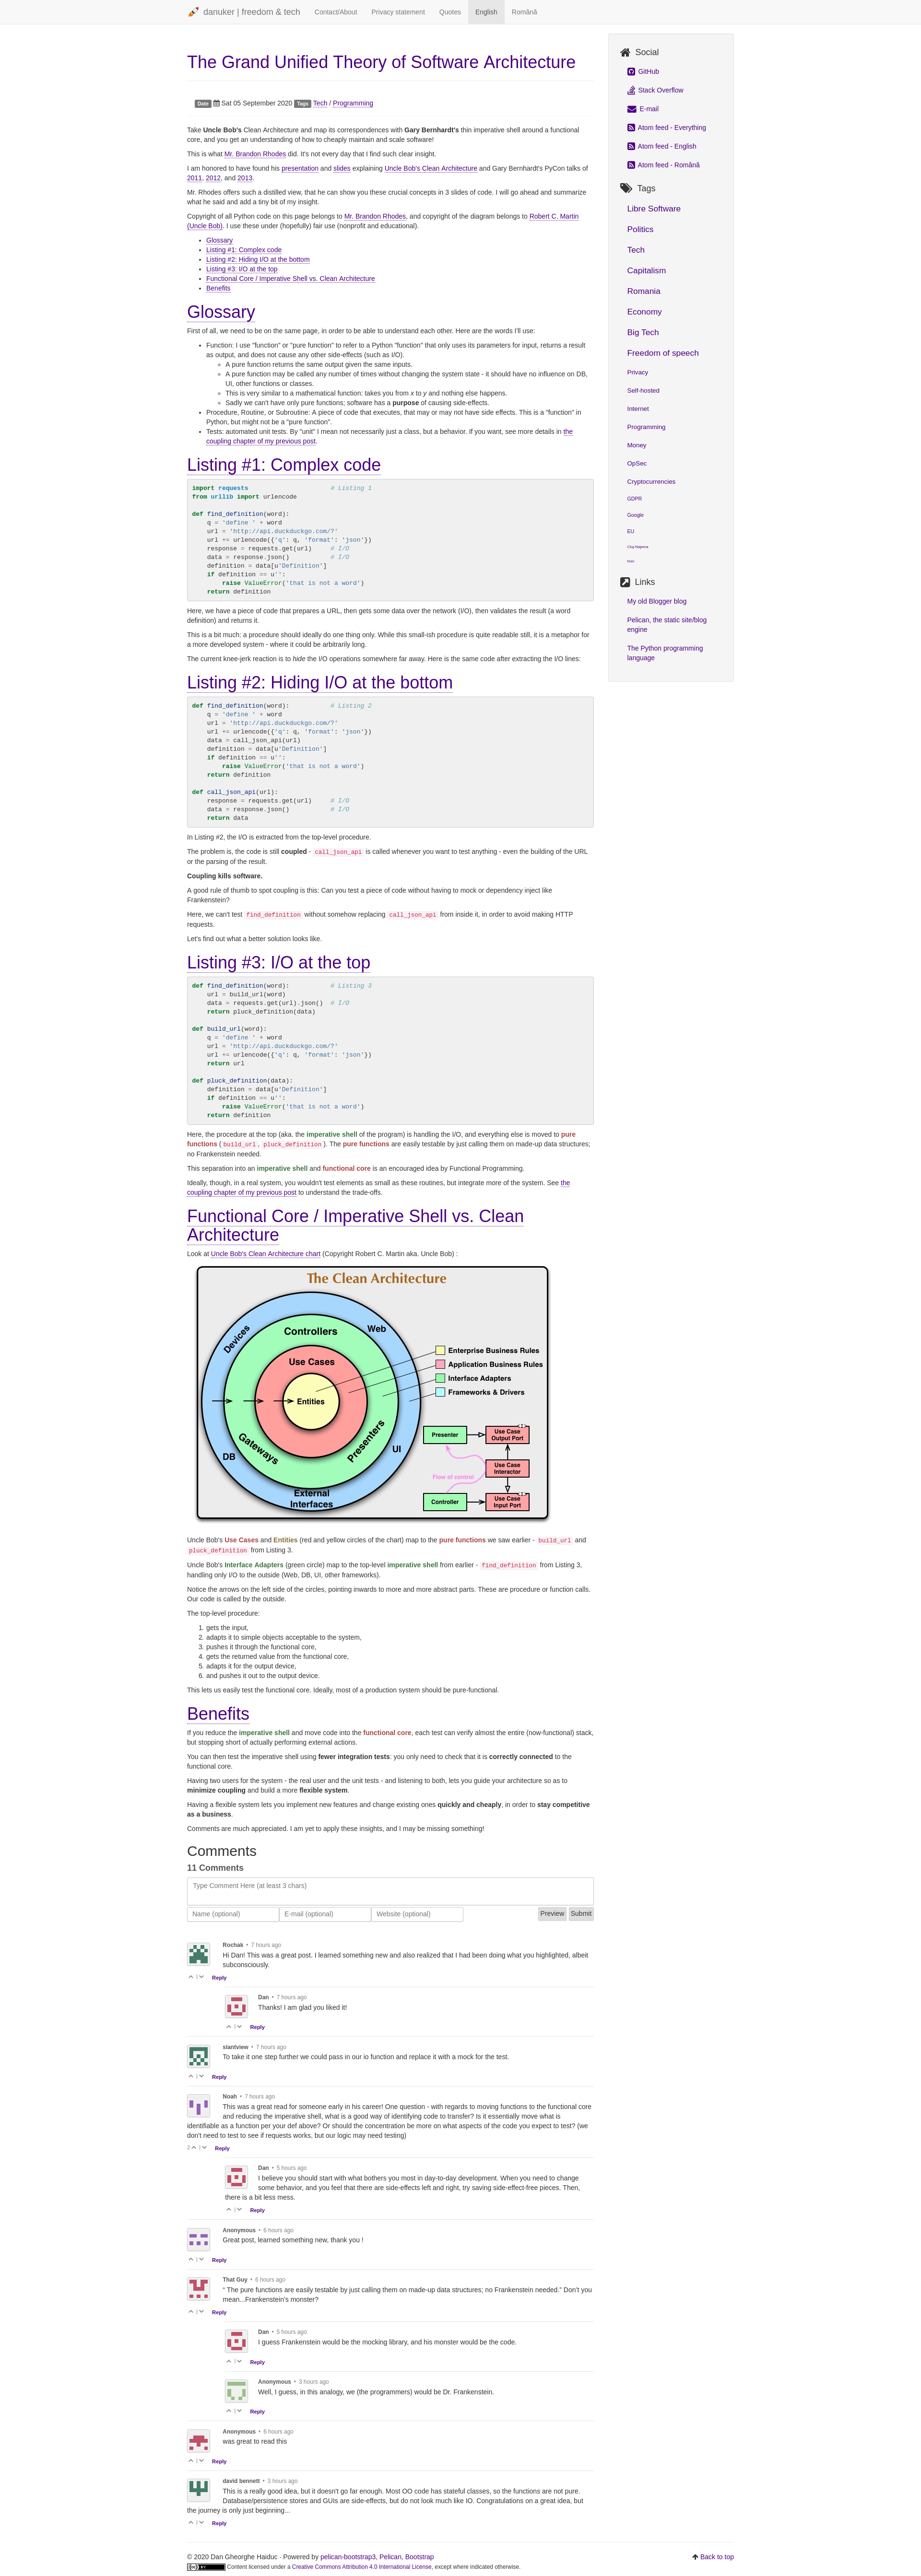 danuker | freedom & tech Contact/About Privacy statement Quotes English Română
The Grand Unified Theory of Software Architecture
Date Sat 05 September 2020 Tags Tech / Programming
Take Uncle Bob's Clean Architecture and map its correspondences with Gary Bernhardt's thin imperative shell around a functional
core, and you get an understanding of how to cheaply maintain and scale software!
This is what Mr. Brandon Rhodes did. It's not every day that I find such clear insight.
I am honored to have found his presentation and slides explaining Uncle Bob's Clean Architecture and Gary Bernhardt's PyCon talks of
2011, 2012, and 2013.
Mr. Rhodes offers such a distilled view, that he can show you these crucial concepts in 3 slides of code. I will go ahead and summarize
what he said and add a tiny bit of my insight.
Copyright of all Python code on this page belongs to Mr. Brandon Rhodes, and copyright of the diagram belongs to Robert C. Martin
(Uncle Bob). I use these under (hopefully) fair use (nonprofit and educational).
Glossary
Listing #1: Complex code
Listing #2: Hiding I/O at the bottom
Listing #3: I/O at the top
Functional Core / Imperative Shell vs. Clean Architecture
Benefits
Glossary
First of all, we need to be on the same page, in order to be able to understand each other. Here are the words I'll use:
Function: I use "function" or "pure function" to refer to a Python "function" that only uses its parameters for input, returns a result
as output, and does not cause any other side-effects (such as I/O).
A pure function returns the same output given the same inputs.
A pure function may be called any number of times without changing the system state - it should have no influence on DB,
UI, other functions or classes.
This is very similar to a mathematical function: takes you from x to y and nothing else happens.
Sadly we can't have only pure functions; software has a purpose of causing side-effects.
Procedure, Routine, or Subroutine: A piece of code that executes, that may or may not have side effects. This is a "function" in
Python, but might not be a "pure function".
Tests: automated unit tests. By "unit" I mean not necessarily just a class, but a behavior. If you want, see more details in the
coupling chapter of my previous post.
Listing #1: Complex code
import requests # Listing 1
from urllib import urlencode
def find_definition(word):
q = 'define ' + word
url = 'http://api.duckduckgo.com/?'
url += urlencode({'q': q, 'format': 'json'})
response = requests.get(url) # I/O
data = response.json() # I/O
definition = data[u'Definition']
if definition == u'':
raise ValueError('that is not a word')
return definition
Here, we have a piece of code that prepares a URL, then gets some data over the network (I/O), then validates the result (a word
definition) and returns it.
This is a bit much: a procedure should ideally do one thing only. While this small-ish procedure is quite readable still, it is a metaphor for
a more developed system - where it could be arbitrarily long.
The current knee-jerk reaction is to hide the I/O operations somewhere far away. Here is the same code after extracting the I/O lines:
Listing #2: Hiding I/O at the bottom
def find_definition(word): # Listing 2
q = 'define ' + word
url = 'http://api.duckduckgo.com/?'
url += urlencode({'q': q, 'format': 'json'})
data = call_json_api(url)
definition = data[u'Definition']
if definition == u'':
raise ValueError('that is not a word')
return definition
def call_json_api(url):
response = requests.get(url) # I/O
data = response.json() # I/O
return data
In Listing #2, the I/O is extracted from the top-level procedure.
The problem is, the code is still coupled - call_json_api is called whenever you want to test anything - even the building of the URL
or the parsing of the result.
Coupling kills software.
A good rule of thumb to spot coupling is this: Can you test a piece of code without having to mock or dependency inject like
Frankenstein?
Here, we can't test find_definition without somehow replacing call_json_api from inside it, in order to avoid making HTTP
requests.
Let's find out what a better solution looks like.
Listing #3: I/O at the top
def find_definition(word): # Listing 3
url = build_url(word)
data = requests.get(url).json() # I/O
return pluck_definition(data)
def build_url(word):
q = 'define ' + word
url = 'http://api.duckduckgo.com/?'
url += urlencode({'q': q, 'format': 'json'})
return url
def pluck_definition(data):
definition = data[u'Definition']
if definition == u'':
raise ValueError('that is not a word')
return definition
Here, the procedure at the top (aka. the imperative shell of the program) is handling the I/O, and everything else is moved to pure
functions ( build_url , pluck_definition ). The pure functions are easily testable by just calling them on made-up data structures;
no Frankenstein needed.
This separation into an imperative shell and functional core is an encouraged idea by Functional Programming.
Ideally, though, in a real system, you wouldn't test elements as small as these routines, but integrate more of the system. See the
coupling chapter of my previous post to understand the trade-offs.
Functional Core / Imperative Shell vs. Clean
Architecture
Look at Uncle Bob's Clean Architecture chart (Copyright Robert C. Martin aka. Uncle Bob) :
The Clean Architecture
Devices
Web
Controllers
Use Cases
Entities
Gateways
Presenters
DB
UI
External
Interfaces
Enterprise Business Rules
Application Business Rules
Interface Adapters
Frameworks & Drivers
Presenter
Use Case
Output Port
Flow of control
Use Case
Interactor
Controller
Use Case
Input Port
Uncle Bob's Use Cases and Entities (red and yellow circles of the chart) map to the pure functions we saw earlier - build_url and
pluck_definition from Listing 3.
Uncle Bob's Interface Adapters (green circle) map to the top-level imperative shell from earlier - find_definition from Listing 3,
handling only I/O to the outside (Web, DB, UI, other frameworks).
Notice the arrows on the left side of the circles, pointing inwards to more and more abstract parts. These are procedure or function calls.
Our code is called by the outside.
The top-level procedure:
1. gets the input,
2. adapts it to simple objects acceptable to the system,
3. pushes it through the functional core,
4. gets the returned value from the functional core,
5. adapts it for the output device,
6. and pushes it out to the output device.
This lets us easily test the functional core. Ideally, most of a production system should be pure-functional.
Benefits
If you reduce the imperative shell and move code into the functional core, each test can verify almost the entire (now-functional) stack,
but stopping short of actually performing external actions.
You can then test the imperative shell using fewer integration tests: you only need to check that it is correctly connected to the
functional core.
Having two users for the system - the real user and the unit tests - and listening to both, lets you guide your architecture so as to
minimize coupling and build a more flexible system.
Having a flexible system lets you implement new features and change existing ones quickly and cheaply, in order to stay competitive
as a business.
Comments are much appreciated. I am yet to apply these insights, and I may be missing something!
Comments
11 Comments
Type Comment Here (at least 3 chars)
Name (optional) E-mail (optional) Website (optional) Preview Submit
Rochak • 7 hours ago
Hi Dan! This was a great post. I learned something new and also realized that I had been doing what you highlighted, albeit
subconsciously.
| Reply
Dan • 7 hours ago
Thanks! I am glad you liked it!
| Reply
slantview • 7 hours ago
To take it one step further we could pass in our io function and replace it with a mock for the test.
| Reply
Noah • 7 hours ago
This was a great read for someone early in his career! One question - with regards to moving functions to the functional core
and reducing the imperative shell, what is a good way of identifying code to transfer? Is it essentially move what is
identifiable as a function per your def above? Or should the concentration be more on what aspects of the code you expect to test? (we
don't need to test to see if requests works, but our logic may need testing)
2 | Reply
Dan • 5 hours ago
I believe you should start with what bothers you most in day-to-day development. When you need to change
some behavior, and you feel that there are side-effects left and right, try saving side-effect-free pieces. Then,
there is a bit less mess.
| Reply
Anonymous • 6 hours ago
Great post, learned something new, thank you !
| Reply
That Guy • 6 hours ago
“ The pure functions are easily testable by just calling them on made-up data structures; no Frankenstein needed.” Don’t you
mean...Frankenstein’s monster?
| Reply
Dan • 5 hours ago
I guess Frankenstein would be the mocking library, and his monster would be the code.
| Reply
Anonymous • 3 hours ago
Well, I guess, in this analogy, we (the programmers) would be Dr. Frankenstein.
| Reply
Anonymous • 6 hours ago
was great to read this
| Reply
david bennett • 3 hours ago
This is a really good idea, but it doesn't go far enough. Most OO code has stateful classes, so the functions are not pure.
Database/persistence stores and GUIs are side-effects, but do not look much like IO. Congratulations on a great idea, but
the journey is only just beginning...
| Reply
Social
GitHub
Stack Overflow
E-mail
Atom feed - Everything
Atom feed - English
Atom feed - Română
Tags
Libre Software
Politics
Tech
Capitalism
Romania
Economy
Big Tech
Freedom of speech
Privacy
Self-hosted
Internet
Programming
Money
OpSec
Cryptocurrencies
GDPR
Google
EU
Cluj-Napoca
Links
My old Blogger blog
Pelican, the static site/blog
engine
The Python programming
language
© 2020 Dan Gheorghe Haiduc · Powered by pelican-bootstrap3, Pelican, Bootstrap
Back to top
Content licensed under a Creative Commons Attribution 4.0 International License, except where indicated otherwise.